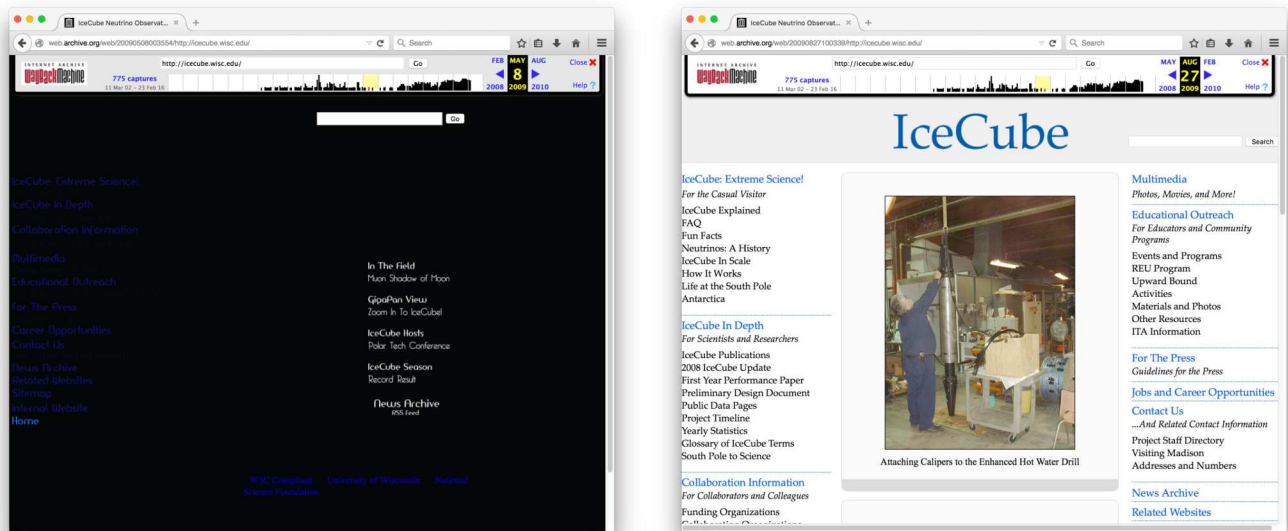 IceCube Neutrino Observat...
web.archive.org/web/20090508003554/http://icecube.wisc.edu/
Search
INTERNET ARCHIVE
WayBackMachine
http://icecube.wisc.edu/
Go
FEB MAY AUG
Close
775 captures
8
11 Mar 02 - 23 Feb 16
2008 2009 2010
Help ?
Go
IceCube: Extreme Science!
IceCube In Depth
Collaboration Information
Multimedia
Educational Outreach
For The Press
Career Opportunities
Contact Us
News Archive
Related Websites
Sitemap
Internal Website
Home
In The Field
Muon Shadow of Moon
GigaPan View
Zoom In To IceCube!
IceCube Hosts
Polar Tech Conference
IceCube Season
Record Result
News Archive
RSS Feed
W3C Compliant University of Wisconsin National
Science Foundation
IceCube Neutrino Observat...
web.archive.org/web/20090827100339/http://icecube.wisc.edu/
Search
INTERNET ARCHIVE
WayBackMachine
http://icecube.wisc.edu/
Go
MAY AUG FEB
Close
775 captures
27
11 Mar 02 - 23 Feb 16
2008 2009 2010
Help ?
IceCube
Search
IceCube: Extreme Science!
For the Casual Visitor
IceCube Explained
FAQ
Fun Facts
Neutrinos: A History
IceCube In Scale
How It Works
Life at the South Pole
Antarctica
IceCube In Depth
For Scientists and Researchers
IceCube Publications
2008 IceCube Update
First Year Performance Paper
Preliminary Design Document
Public Data Pages
Project Timeline
Yearly Statistics
Glossary of IceCube Terms
South Pole to Science
Collaboration Information
For Collaborators and Colleagues
Funding Organizations
Collaborating Organizations
Attaching Calipers to the Enhanced Hot Water Drill
Multimedia
Photos, Movies, and More!
Educational Outreach
For Educators and Community
Programs
Events and Programs
REU Program
Upward Bound
Activities
Materials and Photos
Other Resources
ITA Information
For The Press
Guidelines for the Press
Jobs and Career Opportunities
Contact Us
...And Related Contact Information
Project Staff Directory
Visiting Madison
Addresses and Numbers
News Archive
Related Websites